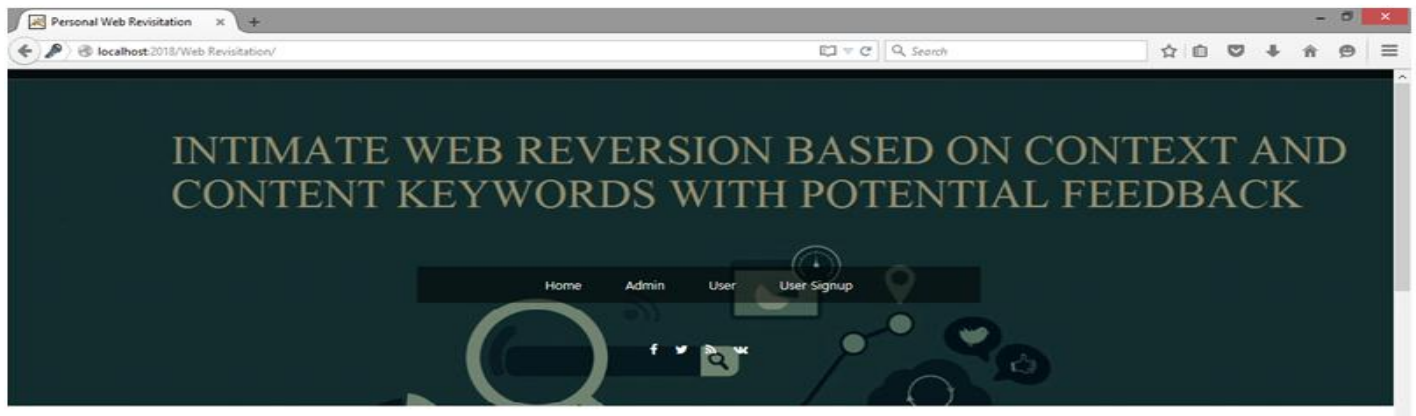 Personal Web Revisitation
localhost:2018/Web Revisitation/
Search
INTIMATE WEB REVERSION BASED ON CONTEXT AND
CONTENT KEYWORDS WITH POTENTIAL FEEDBACK
Home Admin User User Signup